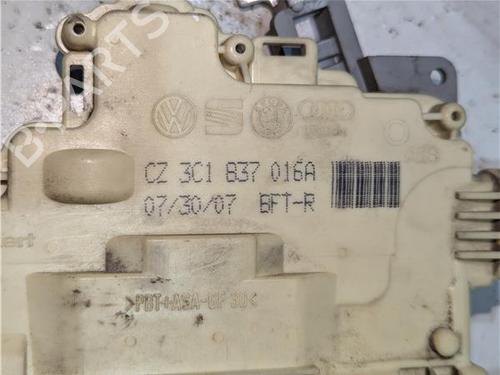 CZ 3C1 837 016A
07/30/07 BFT-R
>PBT+ASA-GF30<